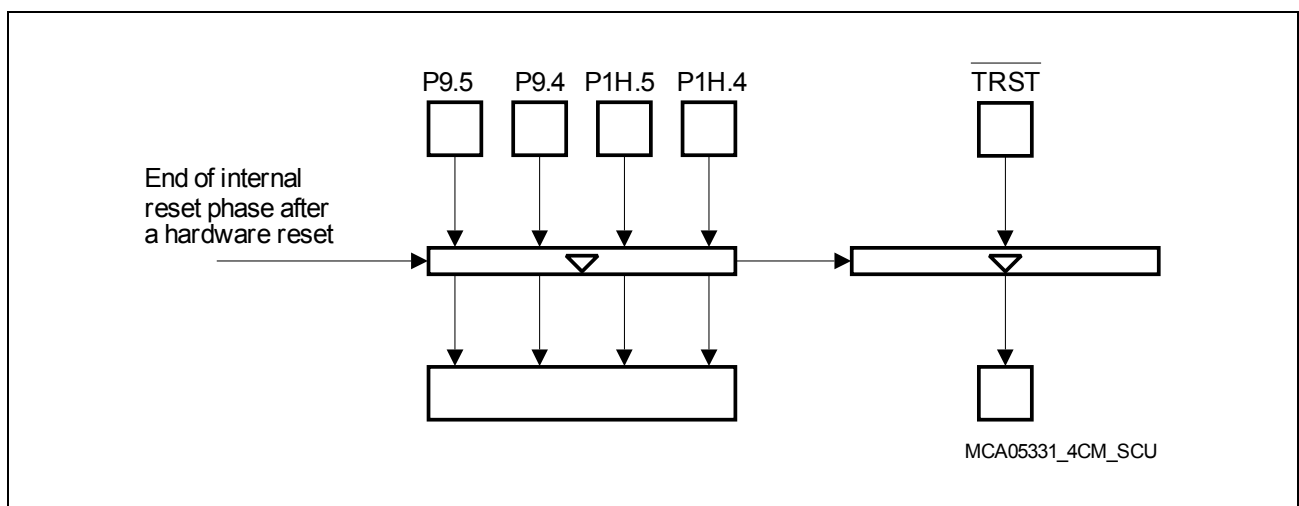 P9.5 P9.4 P1H.5 P1H.4 TRST
End of internal
reset phase after
a hardware reset
MCA05331_4CM_SCU